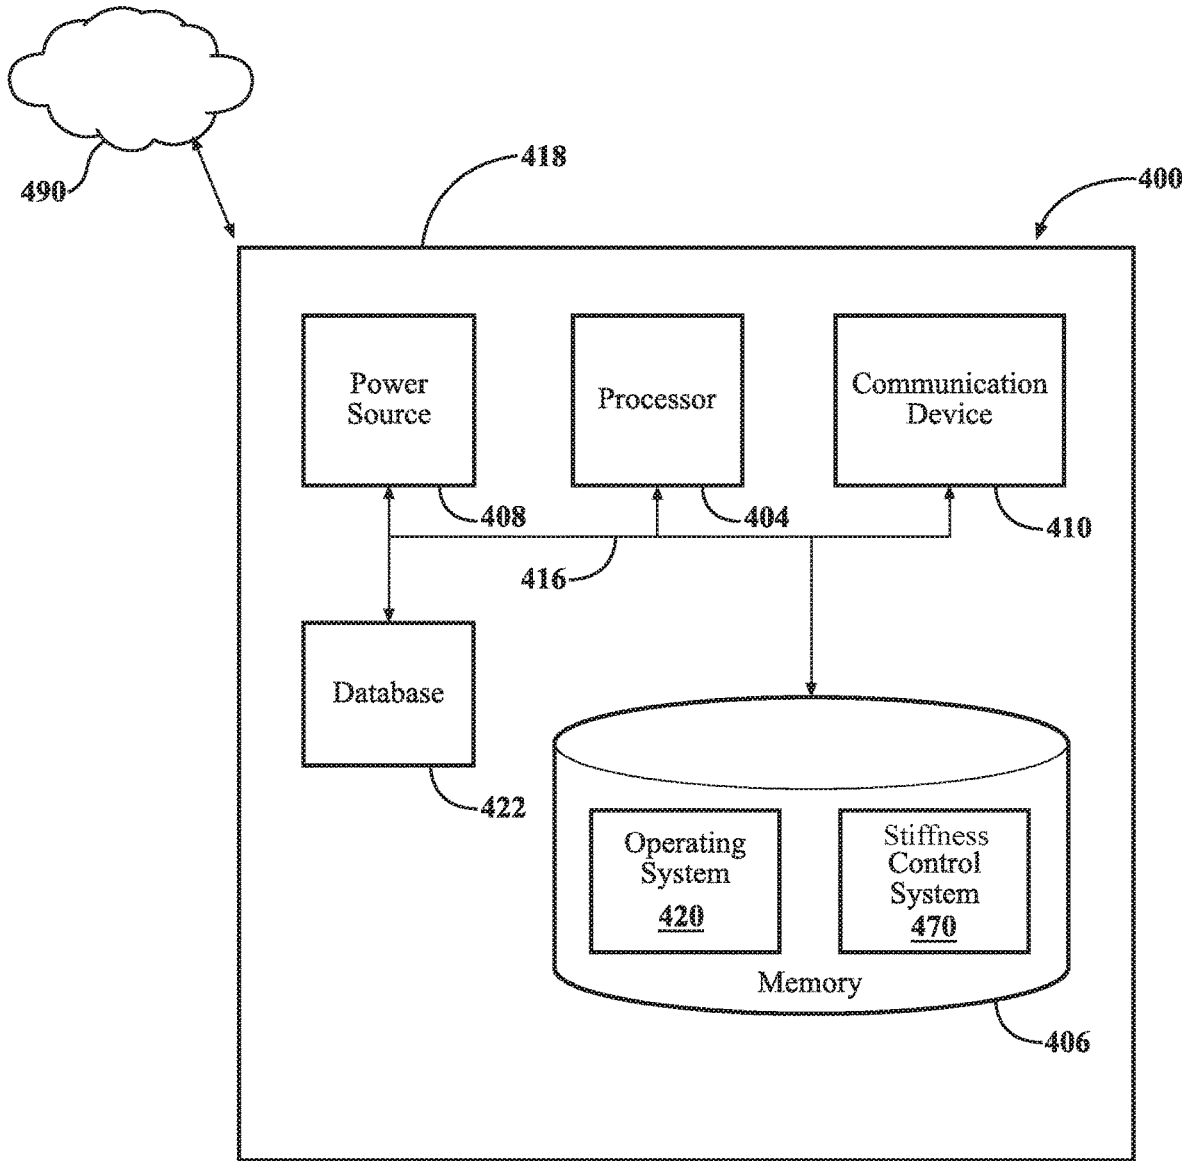 490
418
400
Power
Source
Processor
Communication
Device
408
404
410
416
Database
422
Operating
System
420
Stiffness
Control
System
470
Memory
406